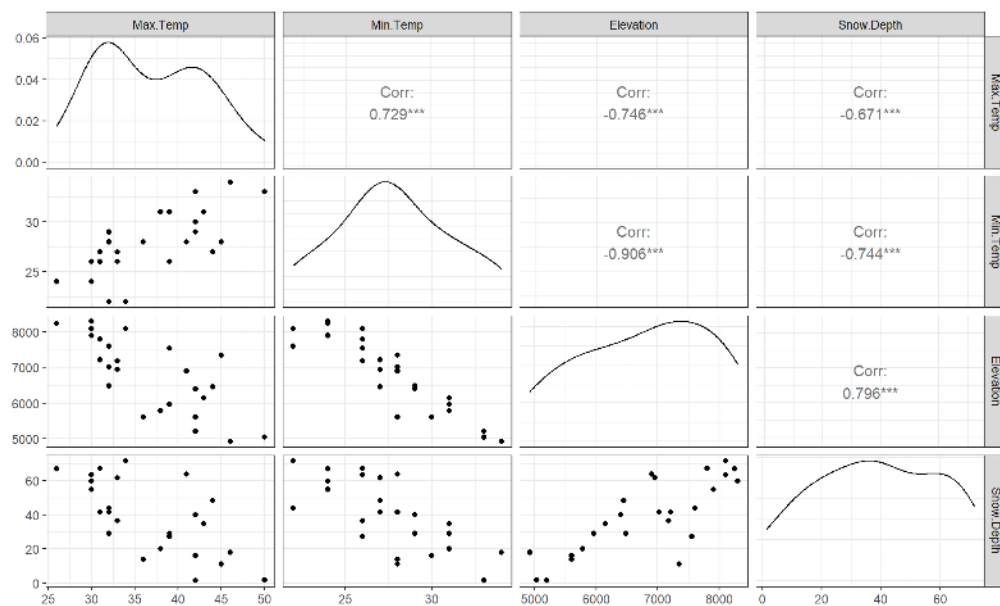 Max.Temp Min.Temp Elevation Snow.Depth
0.06
0.04
0.02
0.00
Corr:
0.729***
Corr:
-0.746***
Corr:
-0.671***
Max.Temp
30
25
Corr:
-0.906***
Corr:
-0.744***
Min.Temp
8000
7000
6000
5000
Corr:
0.796***
Elevation
60
40
20
0
Snow.Depth
25 30 35 40 45 50
25 30
5000 6000 7000 8000
0 20 40 60